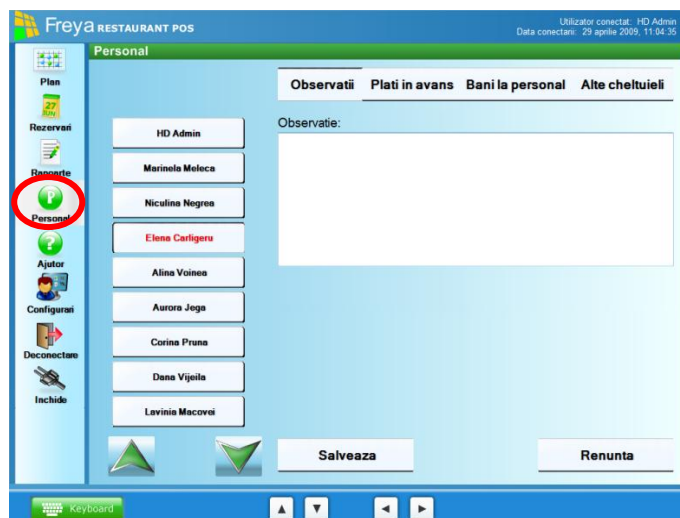 Freya RESTAURANT POS
Utilizator conectat: HD Admin
Data conectarii: 29 aprilie 2009, 11:04:35
Personal
Plan
27
JUN
Rezervari
Rapoarte
P
Personal
?
Ajutor
Configurari
Deconectare
Inchide
HD Admin
Marinela Meleca
Niculina Negrea
Elena Carligeru
Alina Voinea
Aurora Jega
Corina Pruna
Dana Vijeila
Lavinia Macovei
Observatii Plati in avans Bani la personal Alte cheltuieli
Observatie:
Salveaza
Renunta
Keyboard